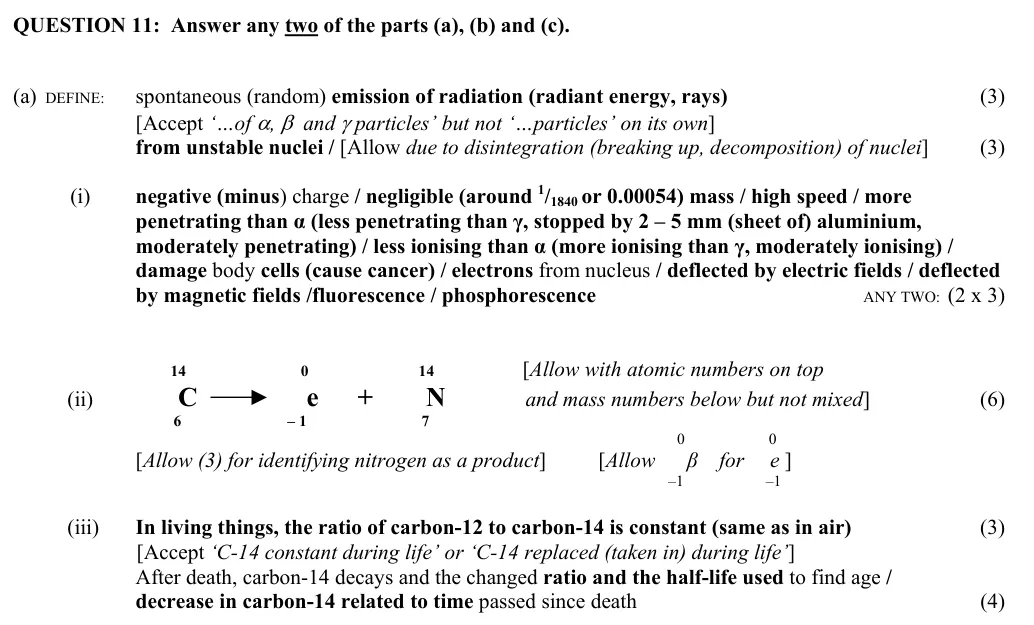 QUESTION 11: Answer any two of the parts (a), (b) and (c).
(a) DEFINE: spontaneous (random) emission of radiation (radiant energy, rays) (3)
[Accept ‘…of α, β and γ particles’ but not ‘…particles’ on its own]
from unstable nuclei / [Allow due to disintegration (breaking up, decomposition) of nuclei] (3)
(i) negative (minus) charge / negligible (around 1/1840 or 0.00054) mass / high speed / more
penetrating than α (less penetrating than γ, stopped by 2 – 5 mm (sheet of) aluminium,
moderately penetrating) / less ionising than α (more ionising than γ, moderately ionising) /
damage body cells (cause cancer) / electrons from nucleus / deflected by electric fields / deflected
by magnetic fields /fluorescence / phosphorescence ANY TWO: (2 x 3)
14 0 14 [Allow with atomic numbers on top
(ii) C → e + N and mass numbers below but not mixed] (6)
6 – 1 7
0 0
[Allow (3) for identifying nitrogen as a product] [Allow β for e ]
–1 –1
(iii) In living things, the ratio of carbon-12 to carbon-14 is constant (same as in air) (3)
[Accept ‘C-14 constant during life’ or ‘C-14 replaced (taken in) during life’]
After death, carbon-14 decays and the changed ratio and the half-life used to find age /
decrease in carbon-14 related to time passed since death (4)